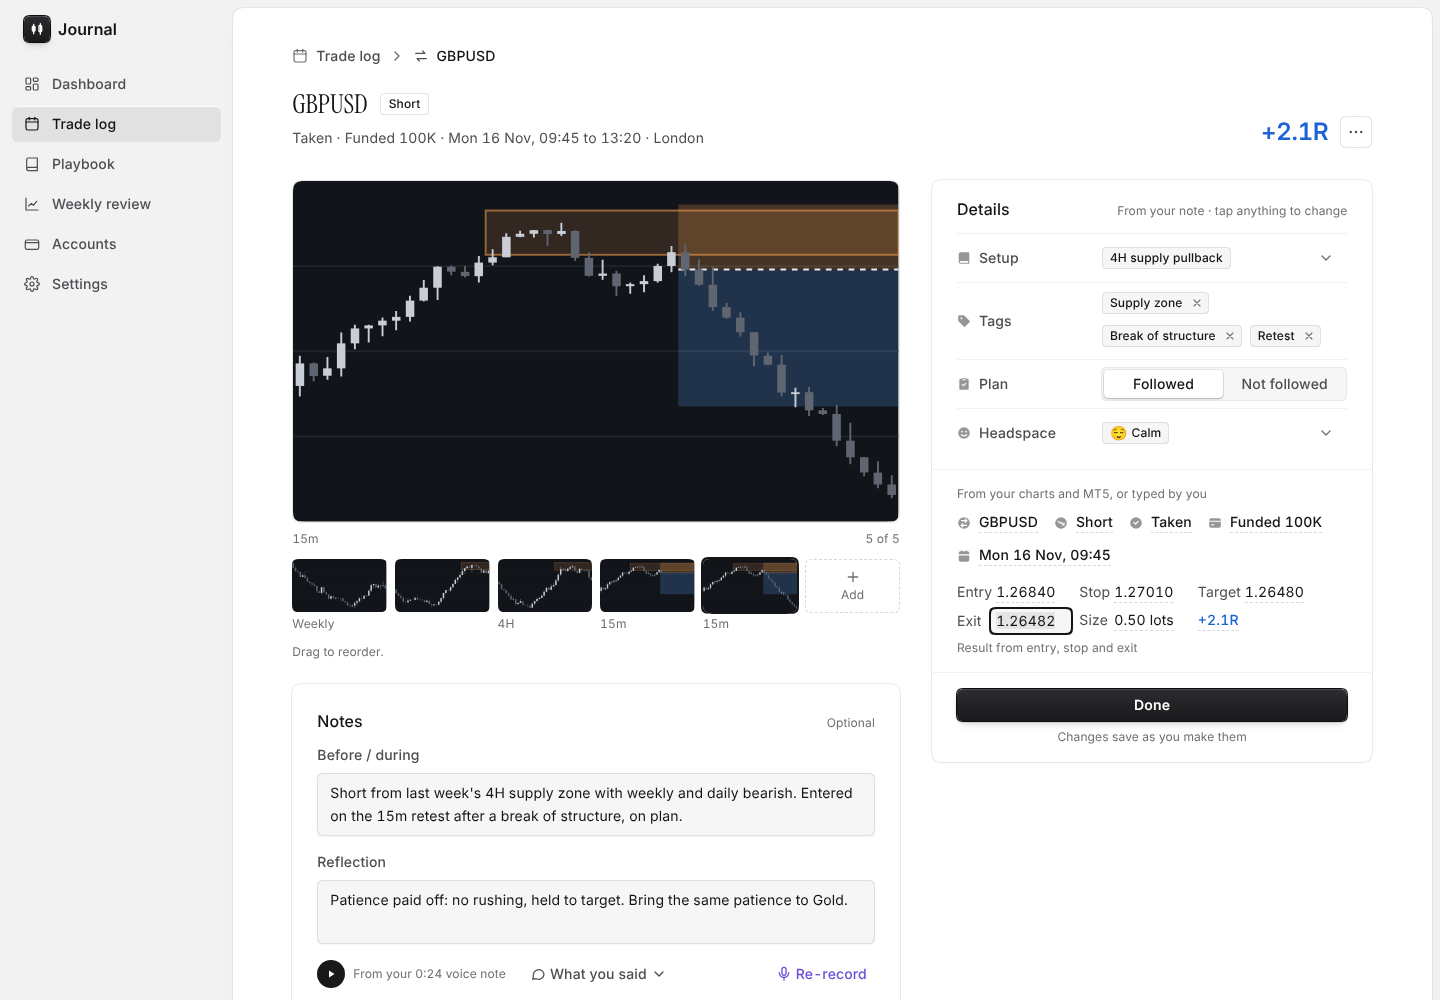 Journal
Dashboard
Trade log
Playbook
Weekly review
Accounts
Settings
Trade log
GBPUSD
GBPUSD
Short
Taken · Funded 100K · Mon 16 Nov, 09:45 to 13:20 · London
+2.1R
15m
5 of 5
Weekly
4H
15m
15m
Add
Drag to reorder.
Notes
Optional
Before / during
Short from last week's 4H supply zone with weekly and daily bearish. Entered
on the 15m retest after a break of structure, on plan.
Reflection
Patience paid off: no rushing, held to target. Bring the same patience to Gold.
From your 0:24 voice note
What you said
Re-record
Details
From your note · tap anything to change
Setup
4H supply pullback
Tags
Supply zone
Break of structure
Retest
Plan
Followed
Not followed
Headspace
😌 Calm
From your charts and MT5, or typed by you
GBPUSD
Short
Taken
Funded 100K
Mon 16 Nov, 09:45
Entry 1.26840
Stop 1.27010
Target 1.26480
Exit 1.26482
Size 0.50 lots
+2.1R
Result from entry, stop and exit
Done
Changes save as you make them